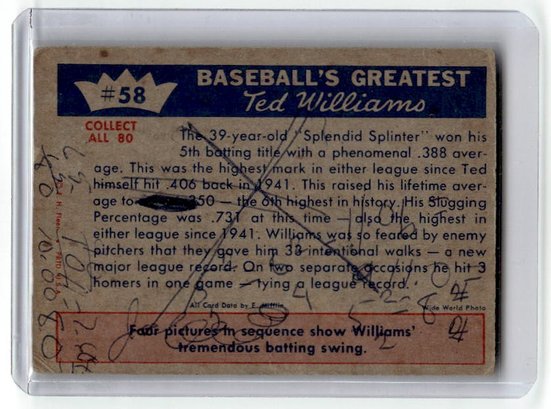 #58
BASEBALL'S GREATEST
Ted Williams
COLLECT
ALL 80
The 39-year-old "Splendid Splinter" won his
5th batting title with a phenomenal .388 aver-
age. This was the highest mark in either league since Ted
himself hit .406 back in 1941. This raised his lifetime aver-
age to .350 — the 6th highest in history. His Slugging
Percentage was .731 at this time — also the highest in
either league since 1941. Williams was so feared by enemy
pitchers that they gave him 33 intentional walks — a new
major league record. On two separate occasions he hit 3
homers in one game — tying a league record.
All Card Data by E. Mifflin
Wide World Photo
Four pictures in sequence show Williams'
tremendous batting swing.